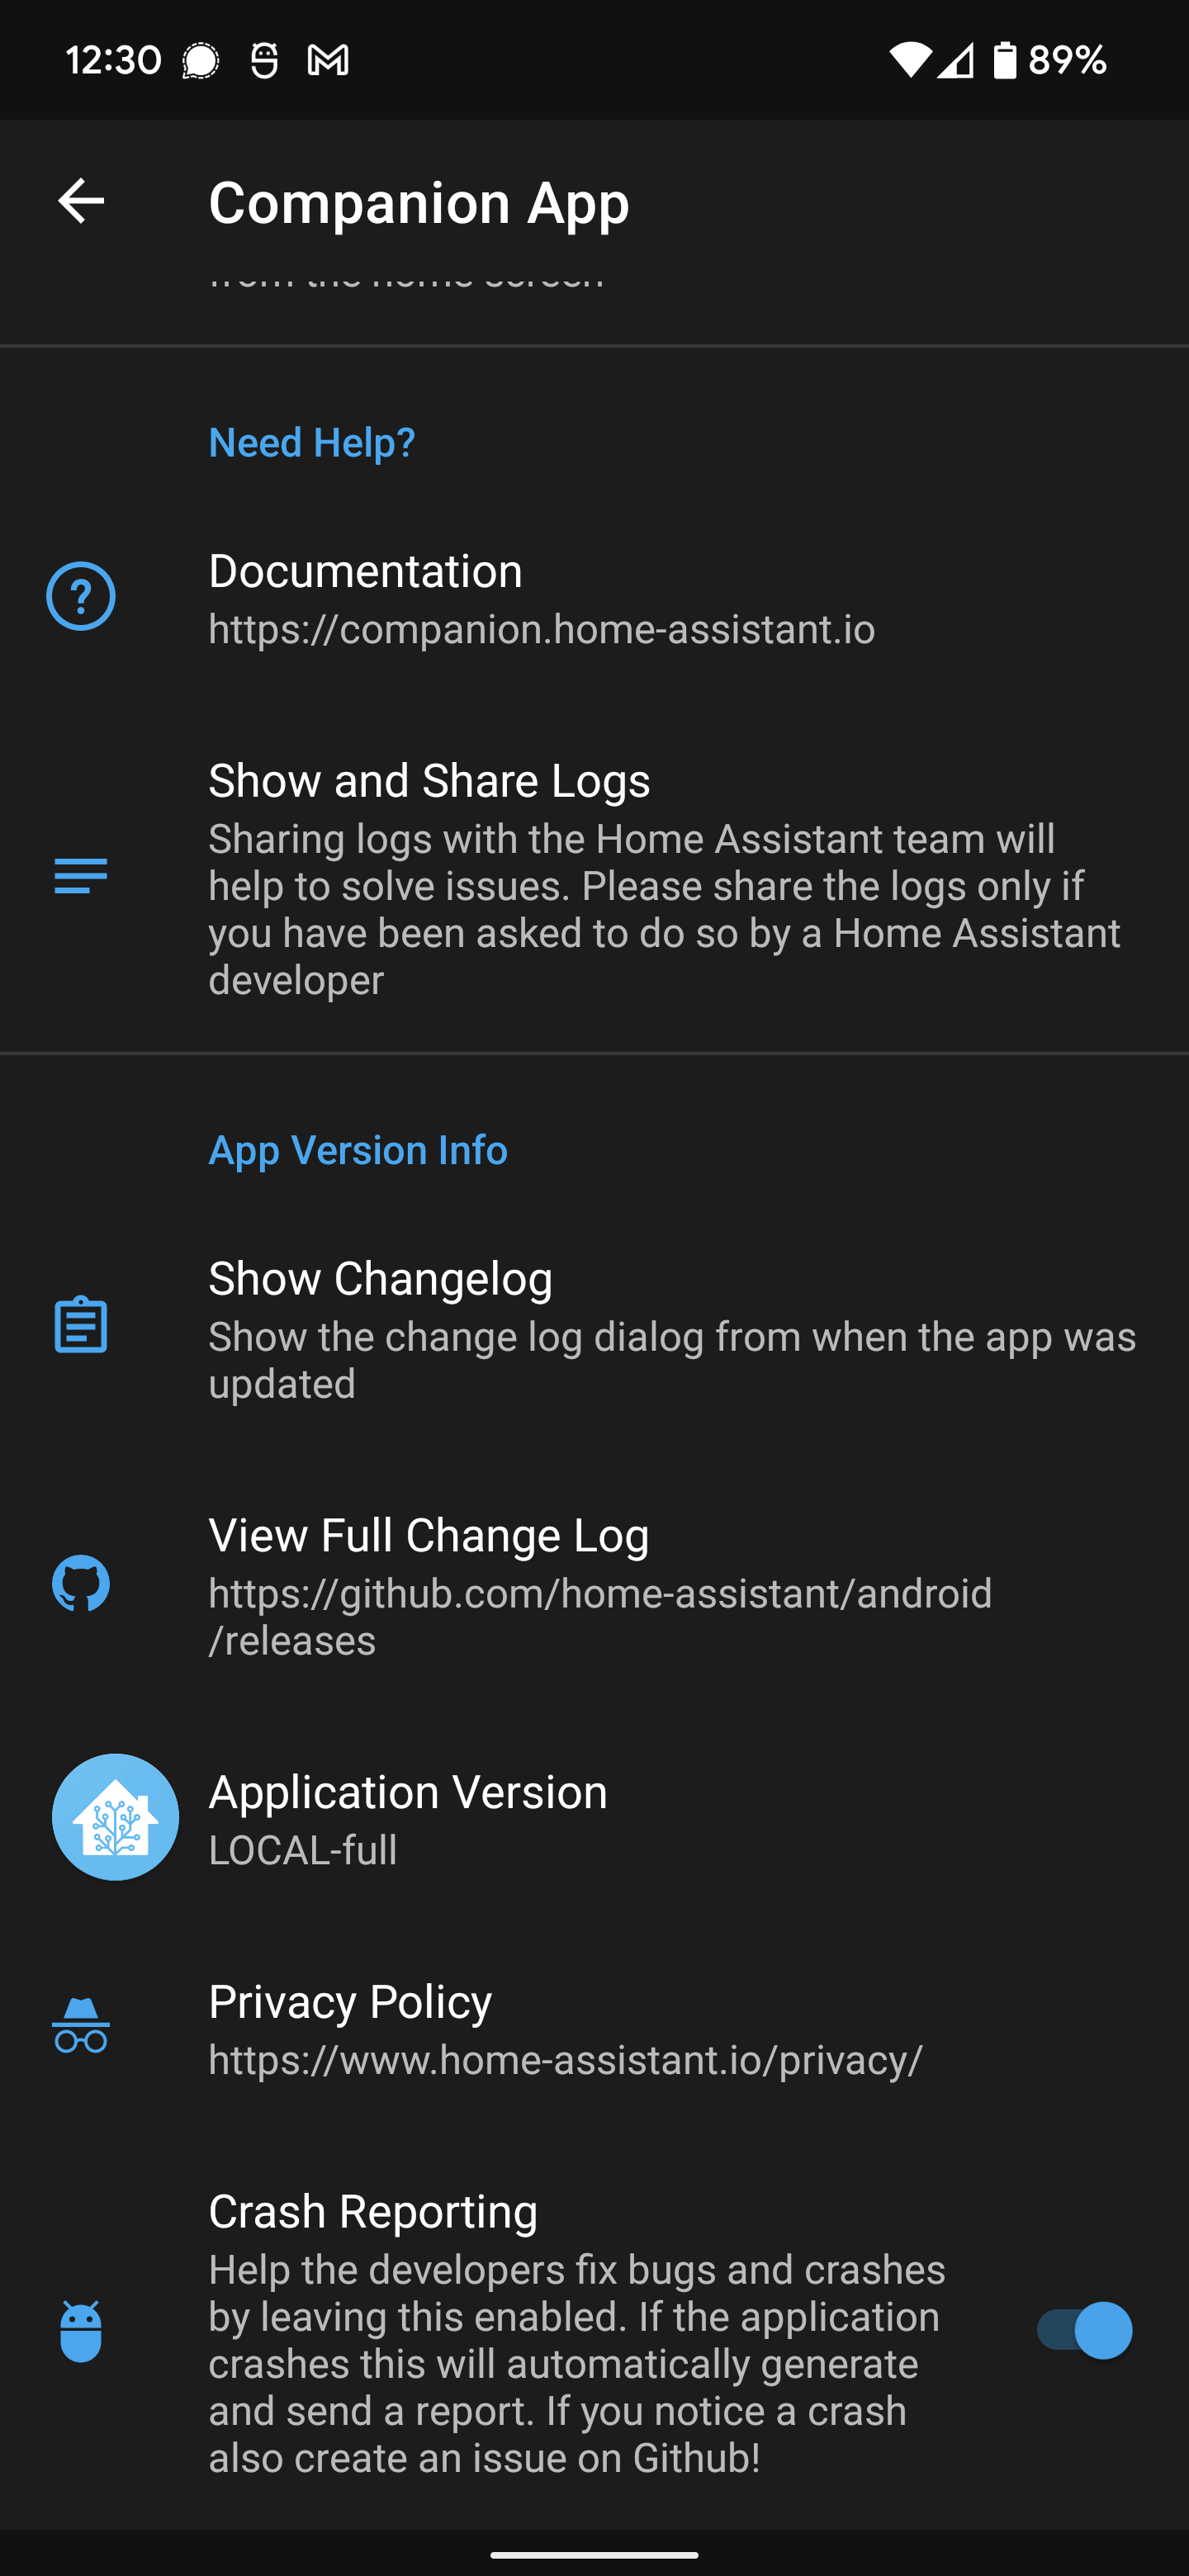 12:30
89%
Companion App
from the home screen
Need Help?
Documentation
https://companion.home-assistant.io
Show and Share Logs
Sharing logs with the Home Assistant team will
help to solve issues. Please share the logs only if
you have been asked to do so by a Home Assistant
developer
App Version Info
Show Changelog
Show the change log dialog from when the app was
updated
View Full Change Log
https://github.com/home-assistant/android
/releases
Application Version
LOCAL-full
Privacy Policy
https://www.home-assistant.io/privacy/
Crash Reporting
Help the developers fix bugs and crashes
by leaving this enabled. If the application
crashes this will automatically generate
and send a report. If you notice a crash
also create an issue on Github!